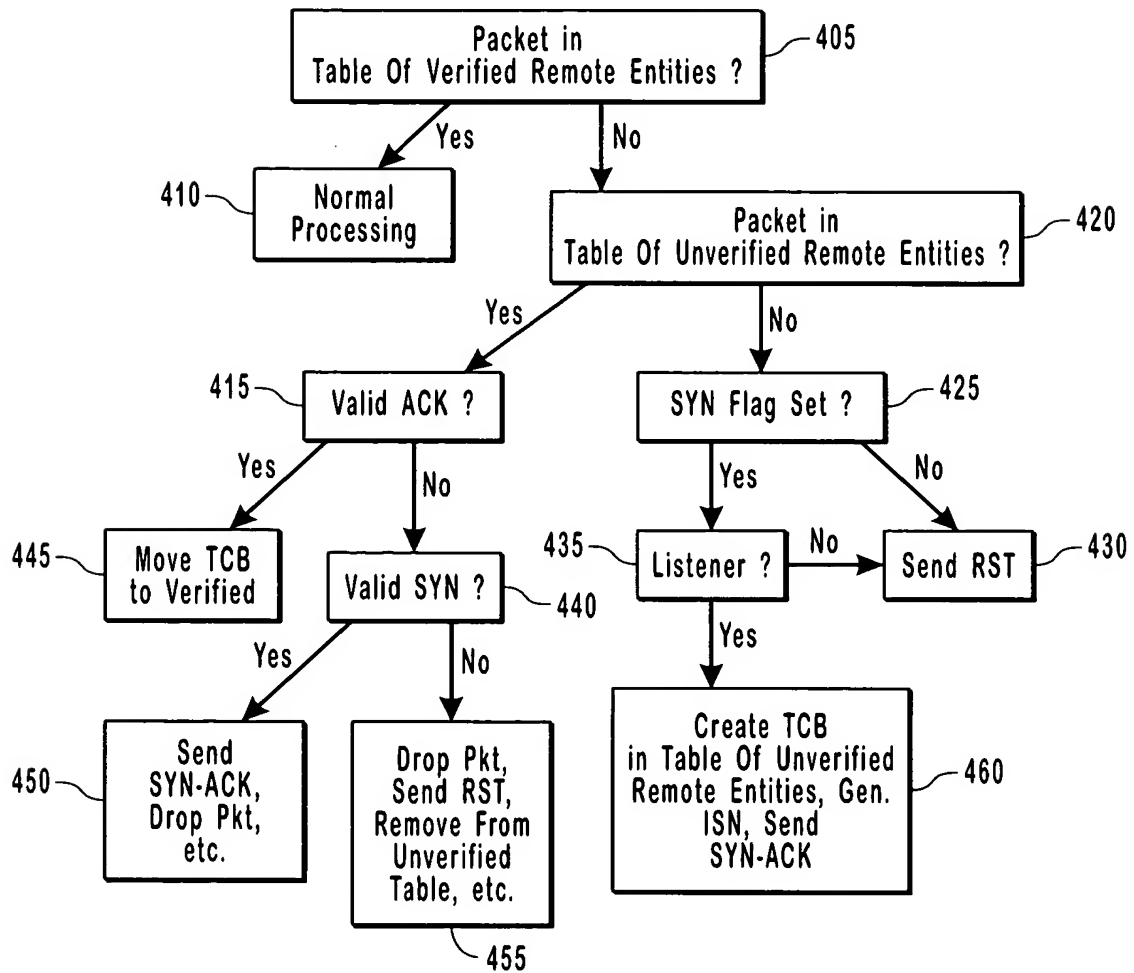 Packet in
Table Of Verified Remote Entities ?
405
Yes
No
410
Normal
Processing
Packet in
Table Of Unverified Remote Entities ?
420
Yes
No
415
Valid ACK ?
SYN Flag Set ?
425
Yes
No
Yes
No
445
Move TCB
to Verified
Valid SYN ?
440
435
Listener ?
No
Send RST
430
Yes
No
Yes
450
Send
SYN-ACK,
Drop Pkt,
etc.
Drop Pkt,
Send RST,
Remove From
Unverified
Table, etc.
455
Create TCB
in Table Of Unverified
Remote Entities, Gen.
ISN, Send
SYN-ACK
460